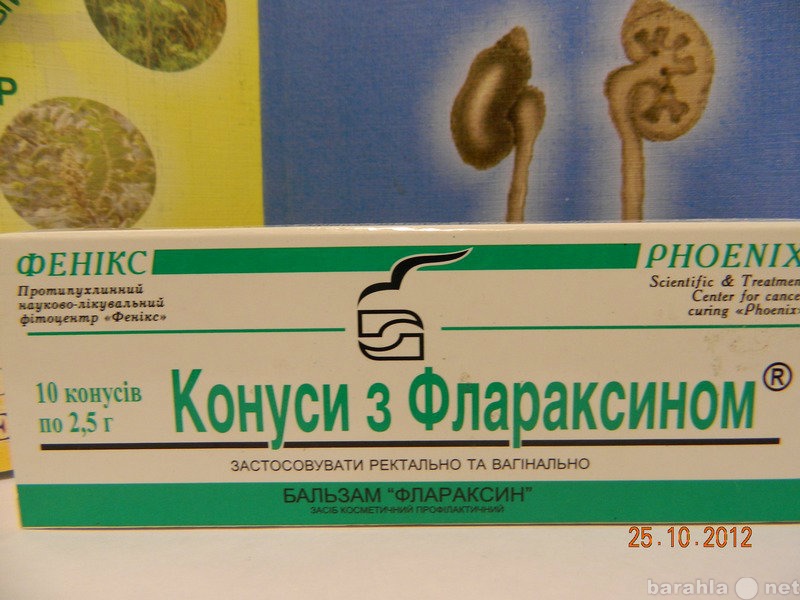 ФЕНІКС
Протипухлинний
науково-лікувальний
фітоцентр «Фенікс»
PHOENIX
Scientific & Treatmen
Center for cance
curing «Phoenix»
10 конусів
по 2,5 г
Конуси з Флараксином®
ЗАСТОСОВУВАТИ РЕКТАЛЬНО ТА ВАГІНАЛЬНО
БАЛЬЗАМ "ФЛАРАКСИН"
ЗАСІБ КОСМЕТИЧНИЙ ПРОФІЛАКТИЧНИЙ
25.10.2012
barahla.net